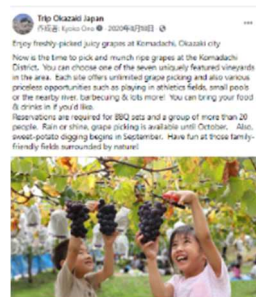 Trip Okazaki Japan
Kyoko Ono
Enjoy freshly-picked juicy grapes at Komadachi, Okazaki city
Now is the time to pick and munch ripe grapes at the Komadachi
District. You can choose one of the seven uniquely featured vineyards
in the area. Each site offers unlimited grape picking and also various
priceless opportunities such as playing in athletics fields, small pools
or the nearby river, barbecuing & lots more! You can bring your food
& drinks in if you'd like.
Reservations are required for BBQ sets and a group of more than 20
people. Rain or shine, grape picking is available until October. Also,
sweet-potato digging begins in September. Have fun at those family-
friendly fields surrounded by nature!